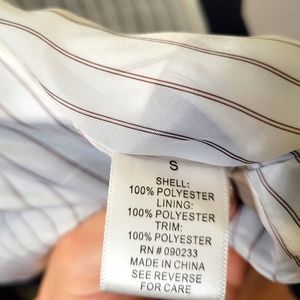 S
SHELL:
100% POLYESTER
LINING:
100% POLYESTER
TRIM:
100% POLYESTER
RN # 090233
MADE IN CHINA
SEE REVERSE
FOR CARE